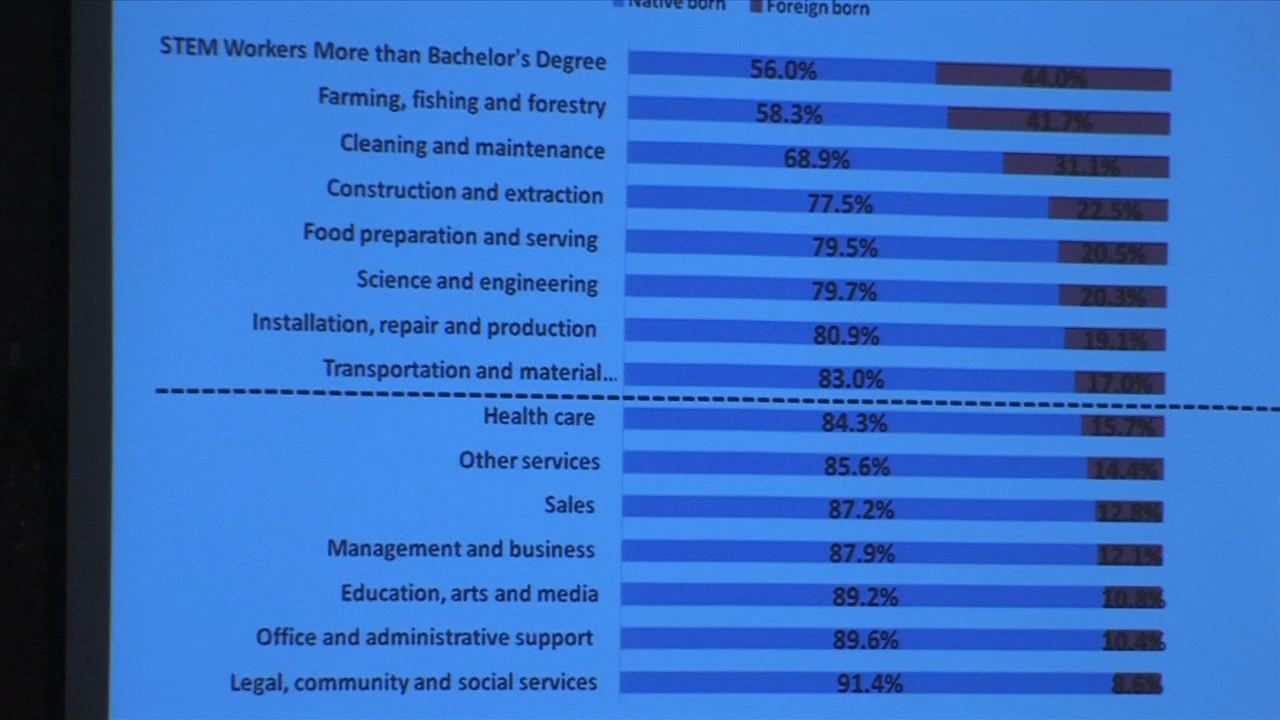 Native born Foreign born
STEM Workers More than Bachelor's Degree 56.0% 44.0%
Farming, fishing and forestry 58.3% 41.7%
Cleaning and maintenance 68.9% 31.1%
Construction and extraction 77.5% 22.5%
Food preparation and serving 79.5% 20.5%
Science and engineering 79.7% 20.3%
Installation, repair and production 80.9% 19.1%
Transportation and material... 83.0% 17.0%
Health care 84.3% 15.7%
Other services 85.6% 14.4%
Sales 87.2% 12.8%
Management and business 87.9% 12.1%
Education, arts and media 89.2% 10.8%
Office and administrative support 89.6% 10.4%
Legal, community and social services 91.4% 8.6%